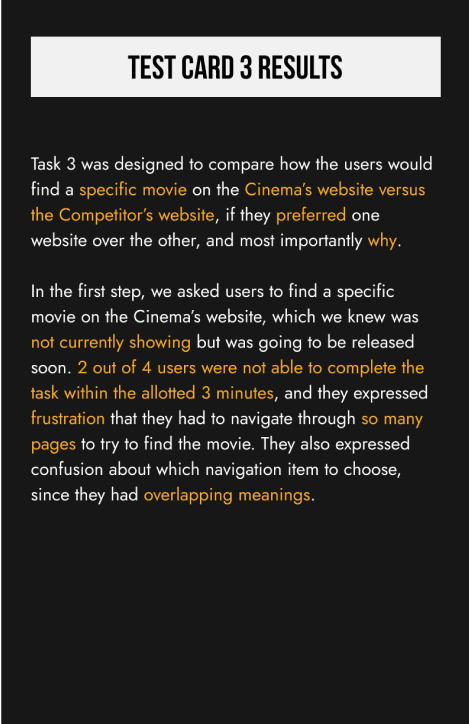 TEST CARD 3 RESULTS
Task 3 was designed to compare how the users would
find a specific movie on the Cinema's website versus
the Competitor's website, if they preferred one
website over the other, and most importantly why.
In the first step, we asked users to find a specific
movie on the Cinema's website, which we knew was
not currently showing but was going to be released
soon. 2 out of 4 users were not able to complete the
task within the allotted 3 minutes, and they expressed
frustration that they had to navigate through so many
pages to try to find the movie. They also expressed
confusion about which navigation item to choose,
since they had overlapping meanings.